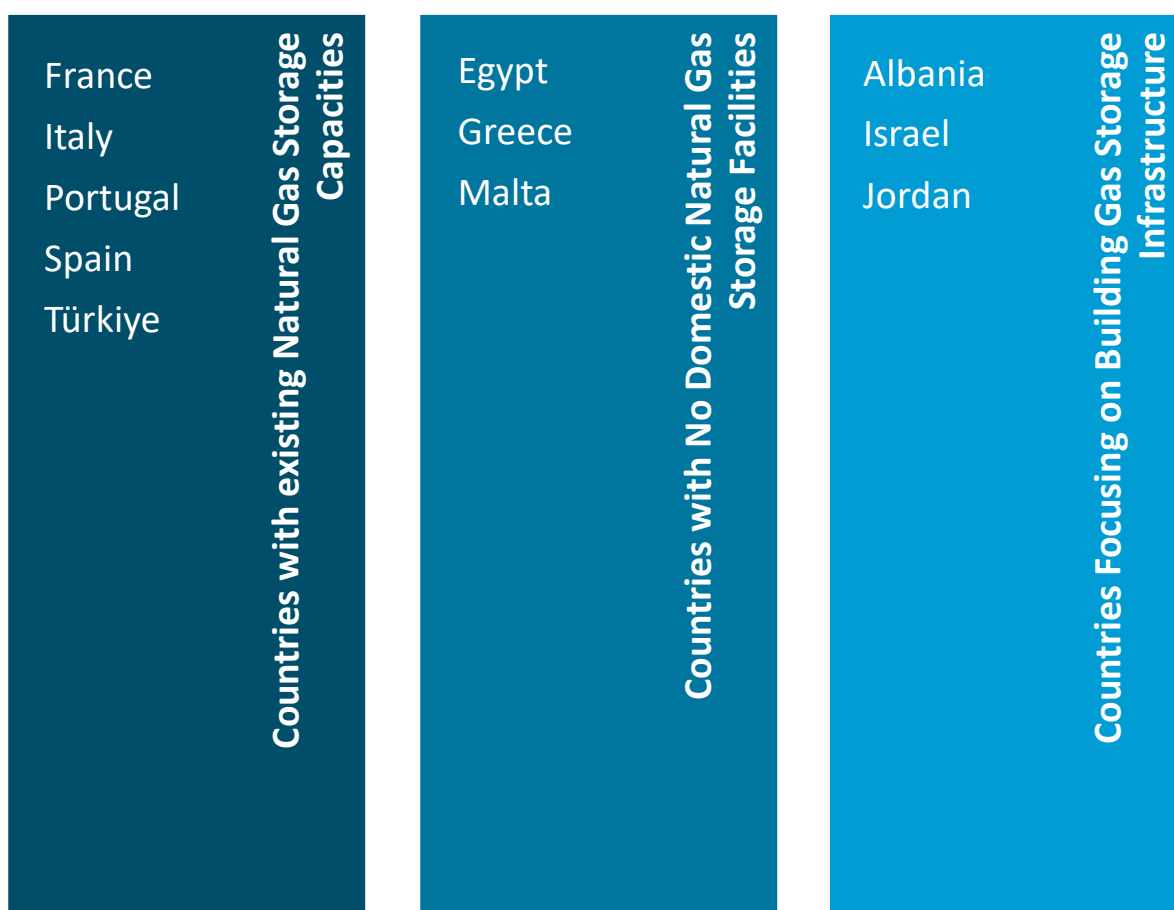 France
Italy
Portugal
Spain
Türkiye
Countries with existing Natural Gas Storage
Capacities
Egypt
Greece
Malta
Countries with No Domestic Natural Gas
Storage Facilities
Albania
Israel
Jordan
Countries Focusing on Building Gas Storage
Infrastructure